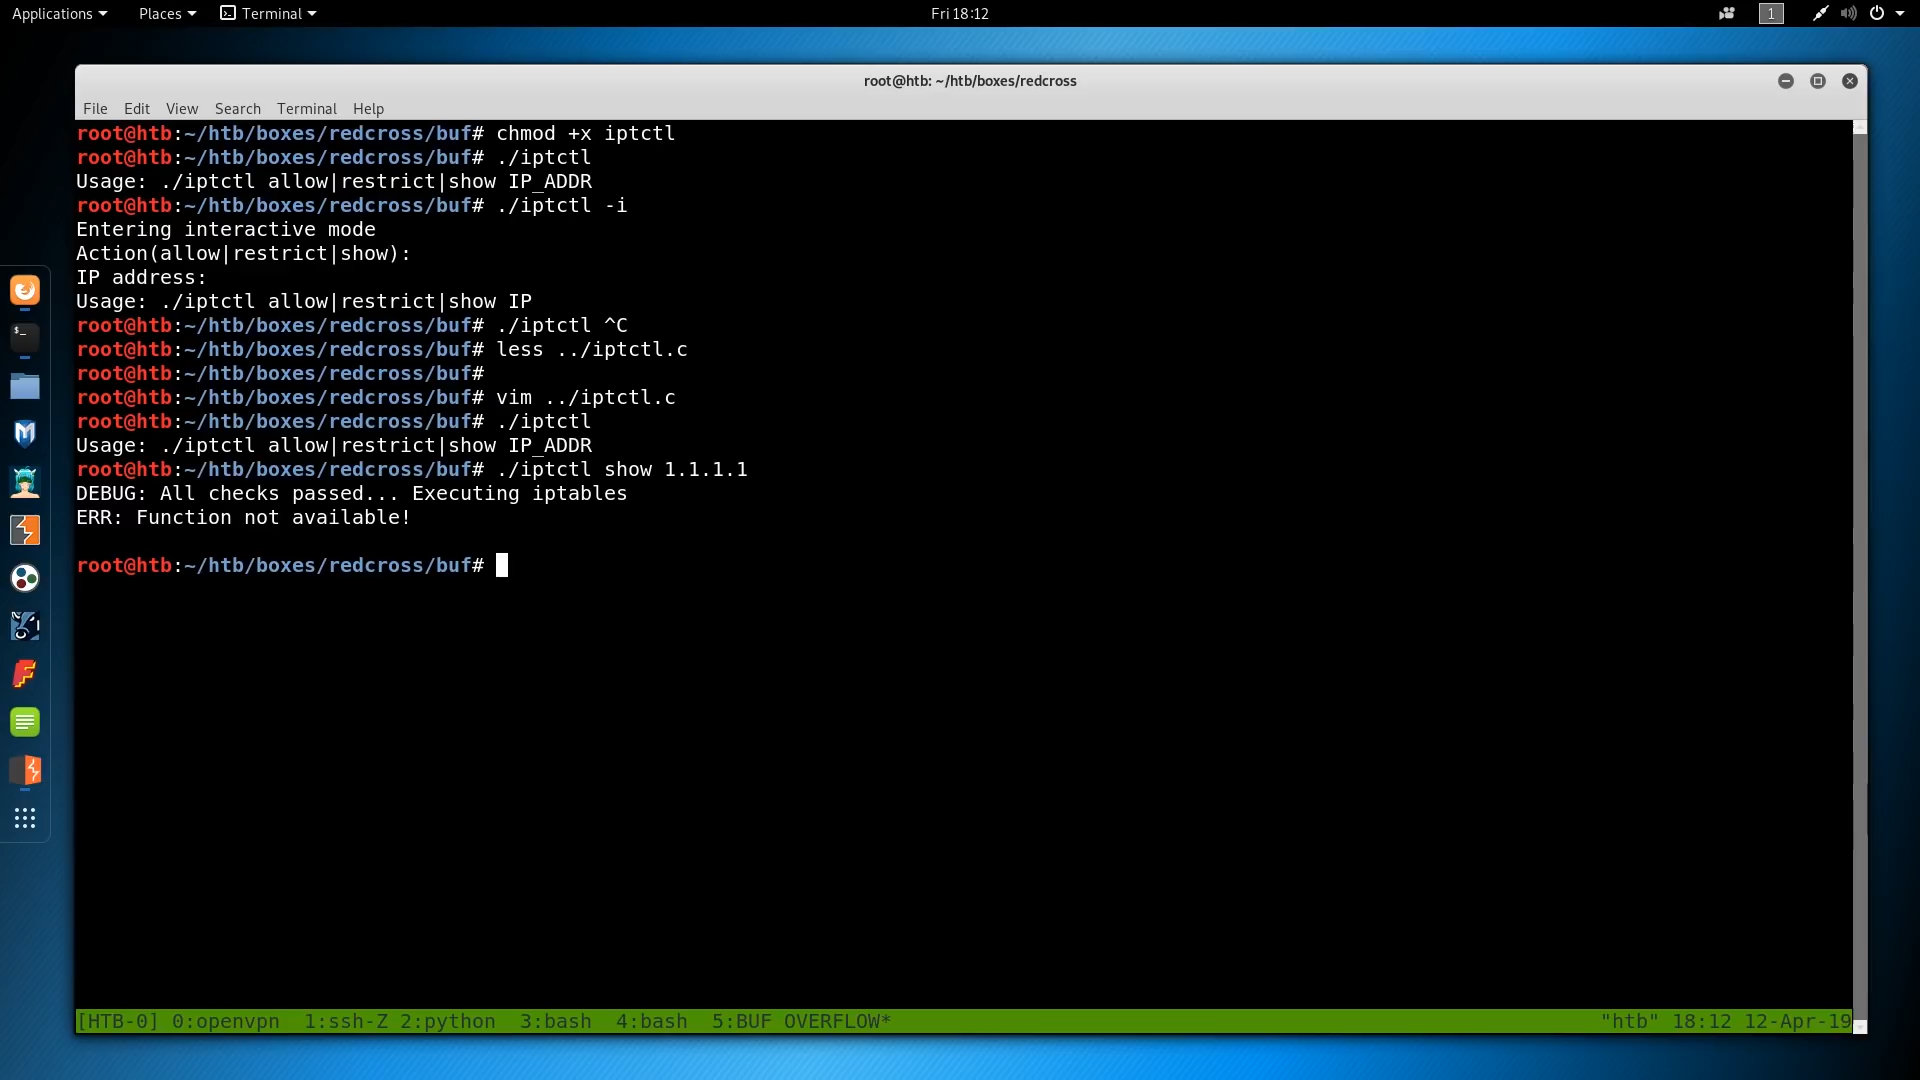 Applications Places Terminal Fri 18:12 1
root@htb: ~/htb/boxes/redcross
File Edit View Search Terminal Help
root@htb:~/htb/boxes/redcross/buf# chmod +x iptctl
root@htb:~/htb/boxes/redcross/buf# ./iptctl
Usage: ./iptctl allow|restrict|show IP_ADDR
root@htb:~/htb/boxes/redcross/buf# ./iptctl -i
Entering interactive mode
Action(allow|restrict|show):
IP address:
Usage: ./iptctl allow|restrict|show IP
root@htb:~/htb/boxes/redcross/buf# ./iptctl ^C
root@htb:~/htb/boxes/redcross/buf# less ../iptctl.c
root@htb:~/htb/boxes/redcross/buf#
root@htb:~/htb/boxes/redcross/buf# vim ../iptctl.c
root@htb:~/htb/boxes/redcross/buf# ./iptctl
Usage: ./iptctl allow|restrict|show IP_ADDR
root@htb:~/htb/boxes/redcross/buf# ./iptctl show 1.1.1.1
DEBUG: All checks passed... Executing iptables
ERR: Function not available!
root@htb:~/htb/boxes/redcross/buf#
[HTB-0] 0:openvpn 1:ssh-Z 2:python 3:bash 4:bash 5:BUF OVERFLOW* "htb" 18:12 12-Apr-19